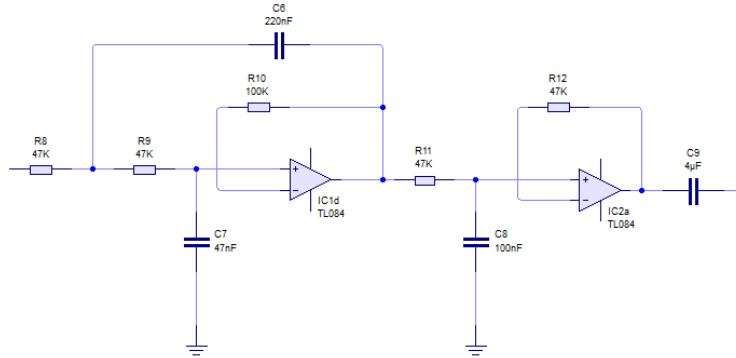 C6
220nF
R10
100K
R12
47K
R8
47K
R9
47K
R11
47K
C9
4µF
+
−
IC1d
TL084
+
−
IC2a
TL084
C7
47nF
C8
100nF